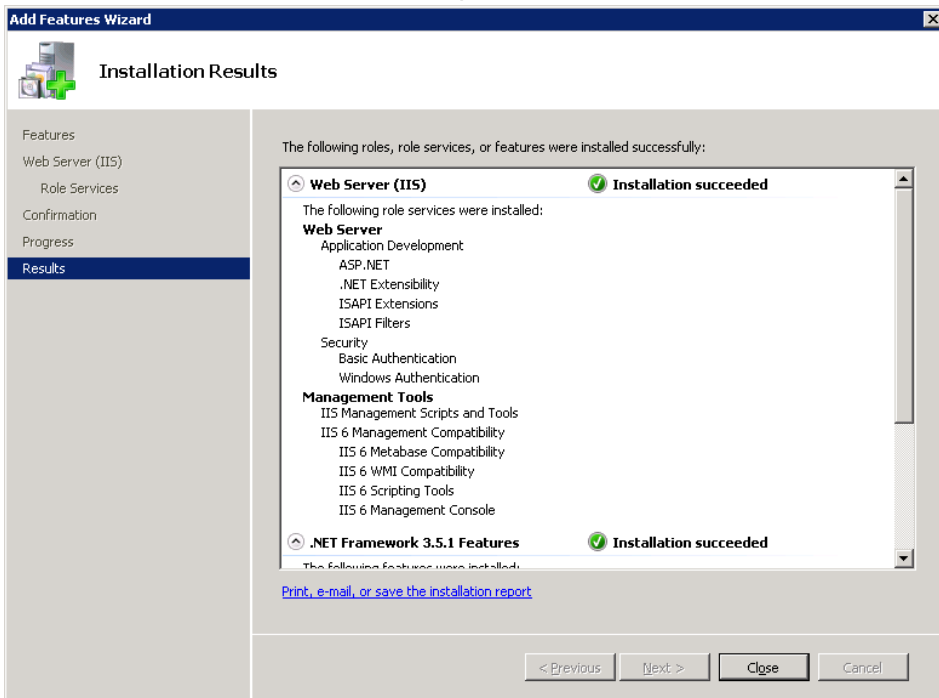 Add Features Wizard
Installation Results
Features
Web Server (IIS)
Role Services
Confirmation
Progress
Results
The following roles, role services, or features were installed successfully:
Web Server (IIS) Installation succeeded
The following role services were installed:
Web Server
Application Development
ASP.NET
.NET Extensibility
ISAPI Extensions
ISAPI Filters
Security
Basic Authentication
Windows Authentication
Management Tools
IIS Management Scripts and Tools
IIS 6 Management Compatibility
IIS 6 Metabase Compatibility
IIS 6 WMI Compatibility
IIS 6 Scripting Tools
IIS 6 Management Console
.NET Framework 3.5.1 Features Installation succeeded
The following features were installed:
Print, e-mail, or save the installation report
< Previous Next > Close Cancel